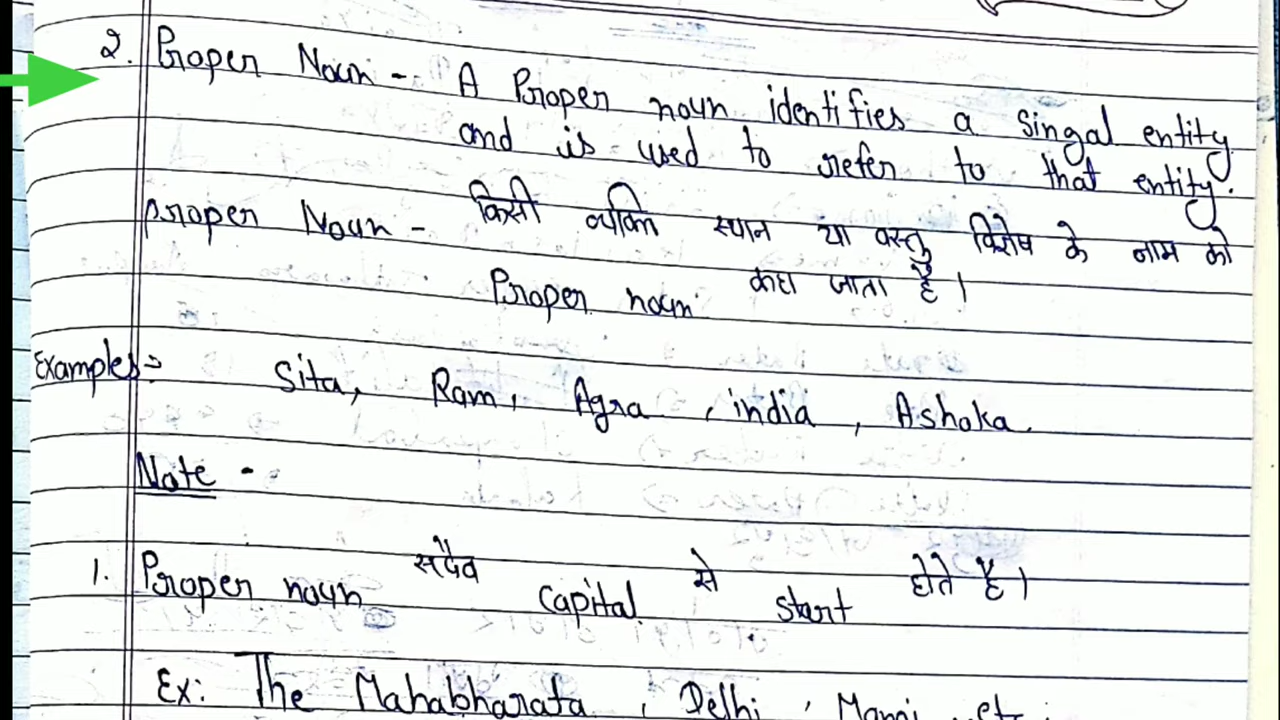 2. Proper Noun - A Proper noun identifies a singal entity
and is used to refer to that entity.
proper Noun - किसी व्यक्ति स्थान या वस्तु विशेष के नाम को
Proper noun कहा जाता है।
Examples:- Sita, Ram, Agra, india, Ashoka.
Note -
1. Proper noun सदैव capital से start होते है।
Ex: The Mahabharata, Delhi,